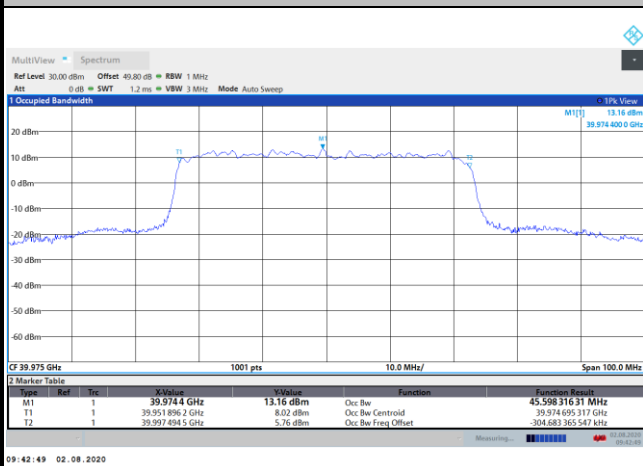 MultiView Spectrum
Ref Level 30.00 dBm Offset 49.80 dB RBW 1 MHz
Att 0 dB SWT 1.2 ms VBW 3 MHz Mode Auto Sweep
1 Occupied Bandwidth 1Pk View
M1[1] 13.16 dBm
39.974 400 0 GHz
M1
T1
T2
20 dBm
10 dBm
0 dBm
-10 dBm
-20 dBm
-30 dBm
-40 dBm
-50 dBm
-60 dBm
CF 39.975 GHz 1001 pts 10.0 MHz/ Span 100.0 MHz
2 Marker Table
Type Ref Trc X-Value Y-Value Function Function Result
M1 1 39.974 4 GHz 13.16 dBm Occ Bw 45.598 316 31 MHz
T1 1 39.951 896 2 GHz 8.02 dBm Occ Bw Centroid 39.974 695 317 GHz
T2 1 39.997 494 5 GHz 5.76 dBm Occ Bw Freq Offset -304.683 365 547 kHz
Measuring... 02.08.2020
09:42:49
09:42:49 02.08.2020